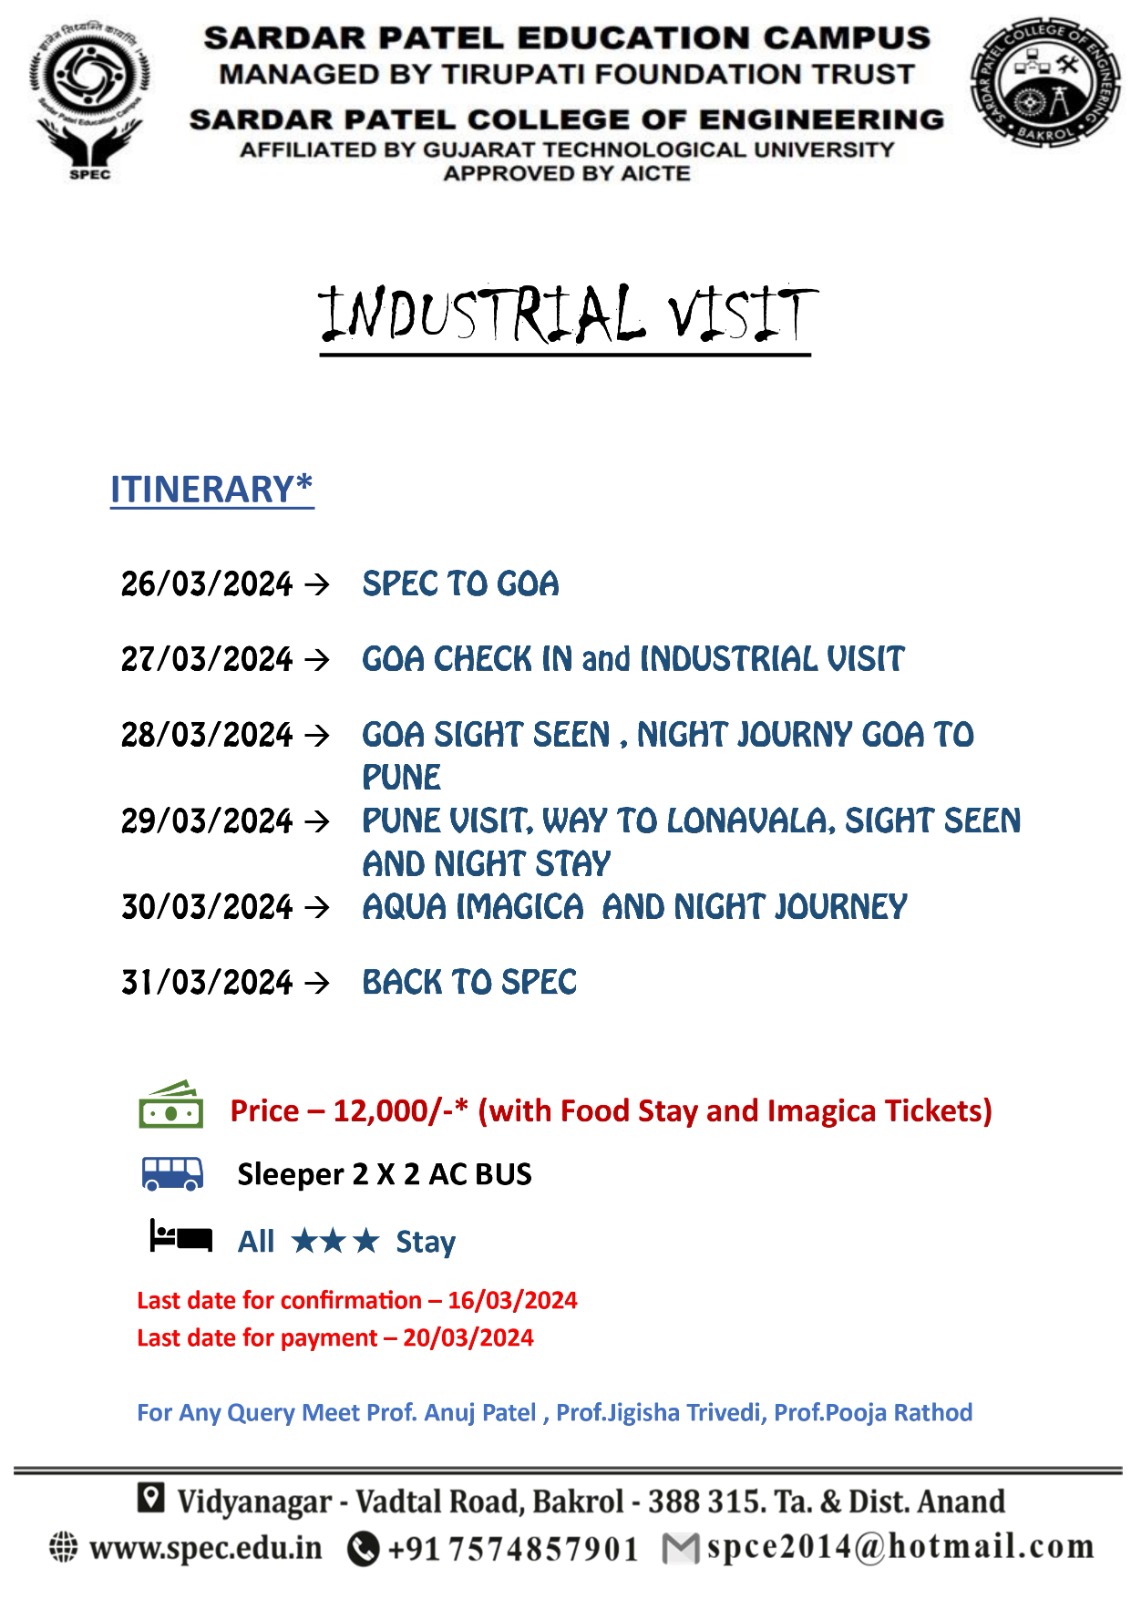 SARDAR PATEL EDUCATION CAMPUS
MANAGED BY TIRUPATI FOUNDATION TRUST
SARDAR PATEL COLLEGE OF ENGINEERING
AFFILIATED BY GUJARAT TECHNOLOGICAL UNIVERSITY
APPROVED BY AICTE
Sardar Patel Education Campus
SPEC
SARDAR PATEL COLLEGE OF ENGINEERING
BAKROL
INDUSTRIAL VISIT
ITINERARY*
26/03/2024 → SPEC TO GOA
27/03/2024 → GOA CHECK IN and INDUSTRIAL VISIT
28/03/2024 → GOA SIGHT SEEN , NIGHT JOURNY GOA TO
PUNE
29/03/2024 → PUNE VISIT, WAY TO LONAVALA, SIGHT SEEN
AND NIGHT STAY
30/03/2024 → AQUA IMAGICA AND NIGHT JOURNEY
31/03/2024 → BACK TO SPEC
Price – 12,000/-* (with Food Stay and Imagica Tickets)
Sleeper 2 X 2 AC BUS
All ★★★ Stay
Last date for confirmation – 16/03/2024
Last date for payment – 20/03/2024
For Any Query Meet Prof. Anuj Patel , Prof.Jigisha Trivedi, Prof.Pooja Rathod
Vidyanagar - Vadtal Road, Bakrol - 388 315. Ta. & Dist. Anand
www.spec.edu.in +91 7574857901 spce2014@hotmail.com